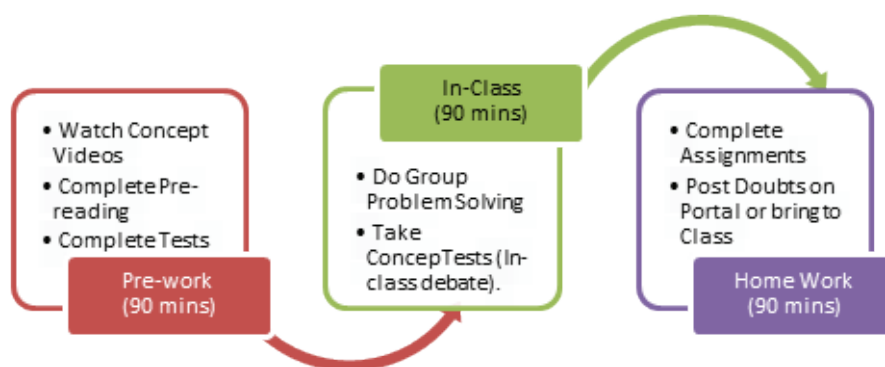 • Watch Concept
Videos
• Complete Pre-
reading
• Complete Tests
Pre-work
(90 mins)
In-Class
(90 mins)
• Do Group
Problem Solving
• Take
ConcepTests (In-
class debate).
• Complete
Assignments
• Post Doubts on
Portal or bring to
Class
Home Work
(90 mins)